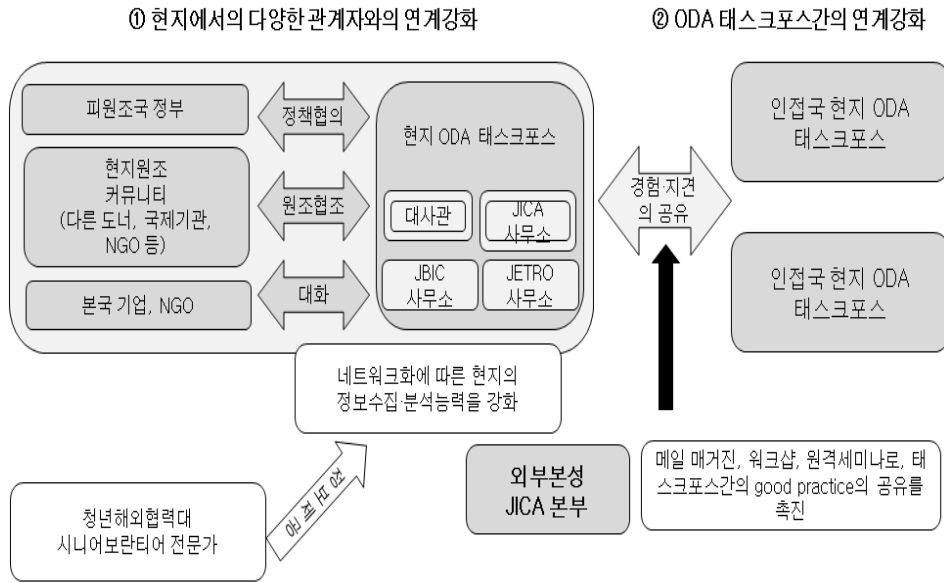 ① 현지에서의 다양한 관계자와의 연계강화
② ODA 태스크포스간의 연계강화
피원조국 정부
정책협의
현지원조
커뮤니티
(다른 도너, 국제기관,
NGO 등)
원조협조
본국 기업, NGO
대화
현지 ODA 태스크포스
대사관
JICA
사무소
JBIC
사무소
JETRO
사무소
경험·지견
의 공유
인접국 현지 ODA
태스크포스
인접국 현지 ODA
태스크포스
네트워크화에 따른 현지의
정보수집·분석능력을 강화
정보제공
청년해외협력대
시니어보란티어 전문가
외부본성
JICA 본부
메일 매거진, 워크샵, 원격세미나로, 태
스크포스간의 good practice의 공유를
촉진